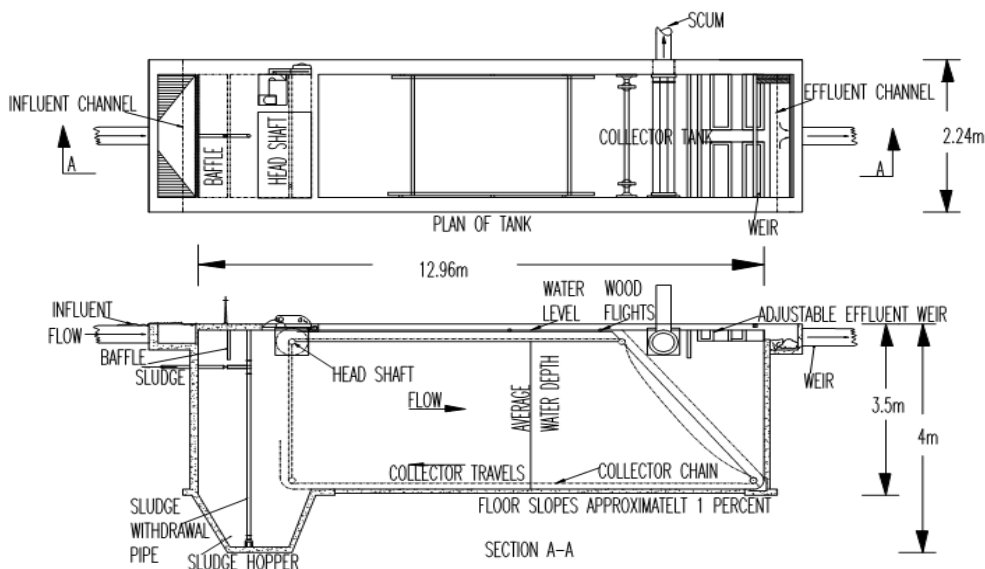 SCUM
INFLUENT CHANNEL
EFFLUENT CHANNEL
A
BAFFLE
HEAD SHAFT
COLLECTOR TANK
A
2.24m
PLAN OF TANK
WEIR
12.96m
INFLUENT
FLOW
WATER
LEVEL
WOOD
FLIGHTS
ADJUSTABLE EFFLUENT WEIR
BAFFLE
SLUDGE
HEAD SHAFT
WEIR
FLOW
AVERAGE
WATER DEPTH
3.5m
4m
COLLECTOR TRAVELS
COLLECTOR CHAIN
FLOOR SLOPES APPROXIMATELT 1 PERCENT
SLUDGE
WITHDRAWAL
PIPE
SLUDGE HOPPER
SECTION A-A